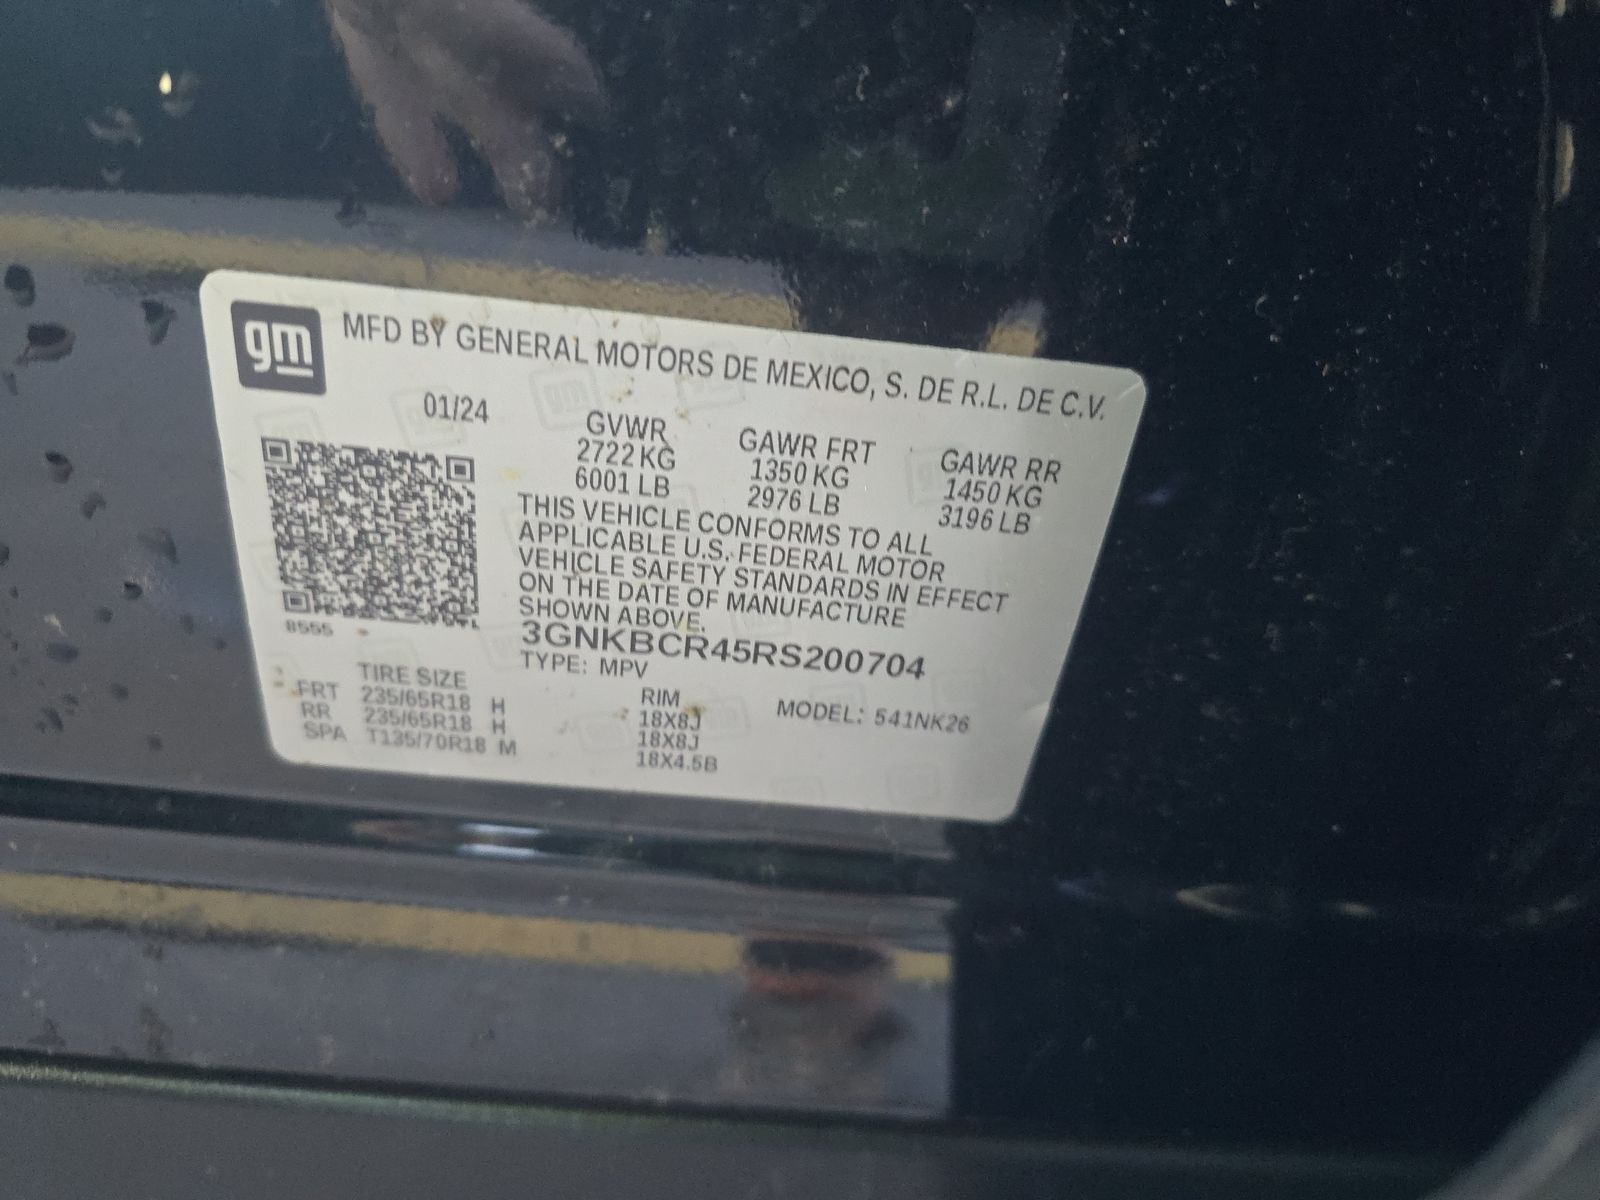 gm
MFD BY GENERAL MOTORS DE MEXICO, S. DE R.L. DE C.V.
01/24
GVWR GAWR FRT GAWR RR
2722 KG 1350 KG 1450 KG
6001 LB 2976 LB 3196 LB
THIS VEHICLE CONFORMS TO ALL
APPLICABLE U.S. FEDERAL MOTOR
VEHICLE SAFETY STANDARDS IN EFFECT
ON THE DATE OF MANUFACTURE
SHOWN ABOVE.
8555
3GNKBCR45RS200704
TYPE: MPV
TIRE SIZE RIM MODEL: 541NK26
FRT 235/65R18 H 18X8J
RR 235/65R18 H 18X8J
SPA T135/70R18 M 18X4.5B